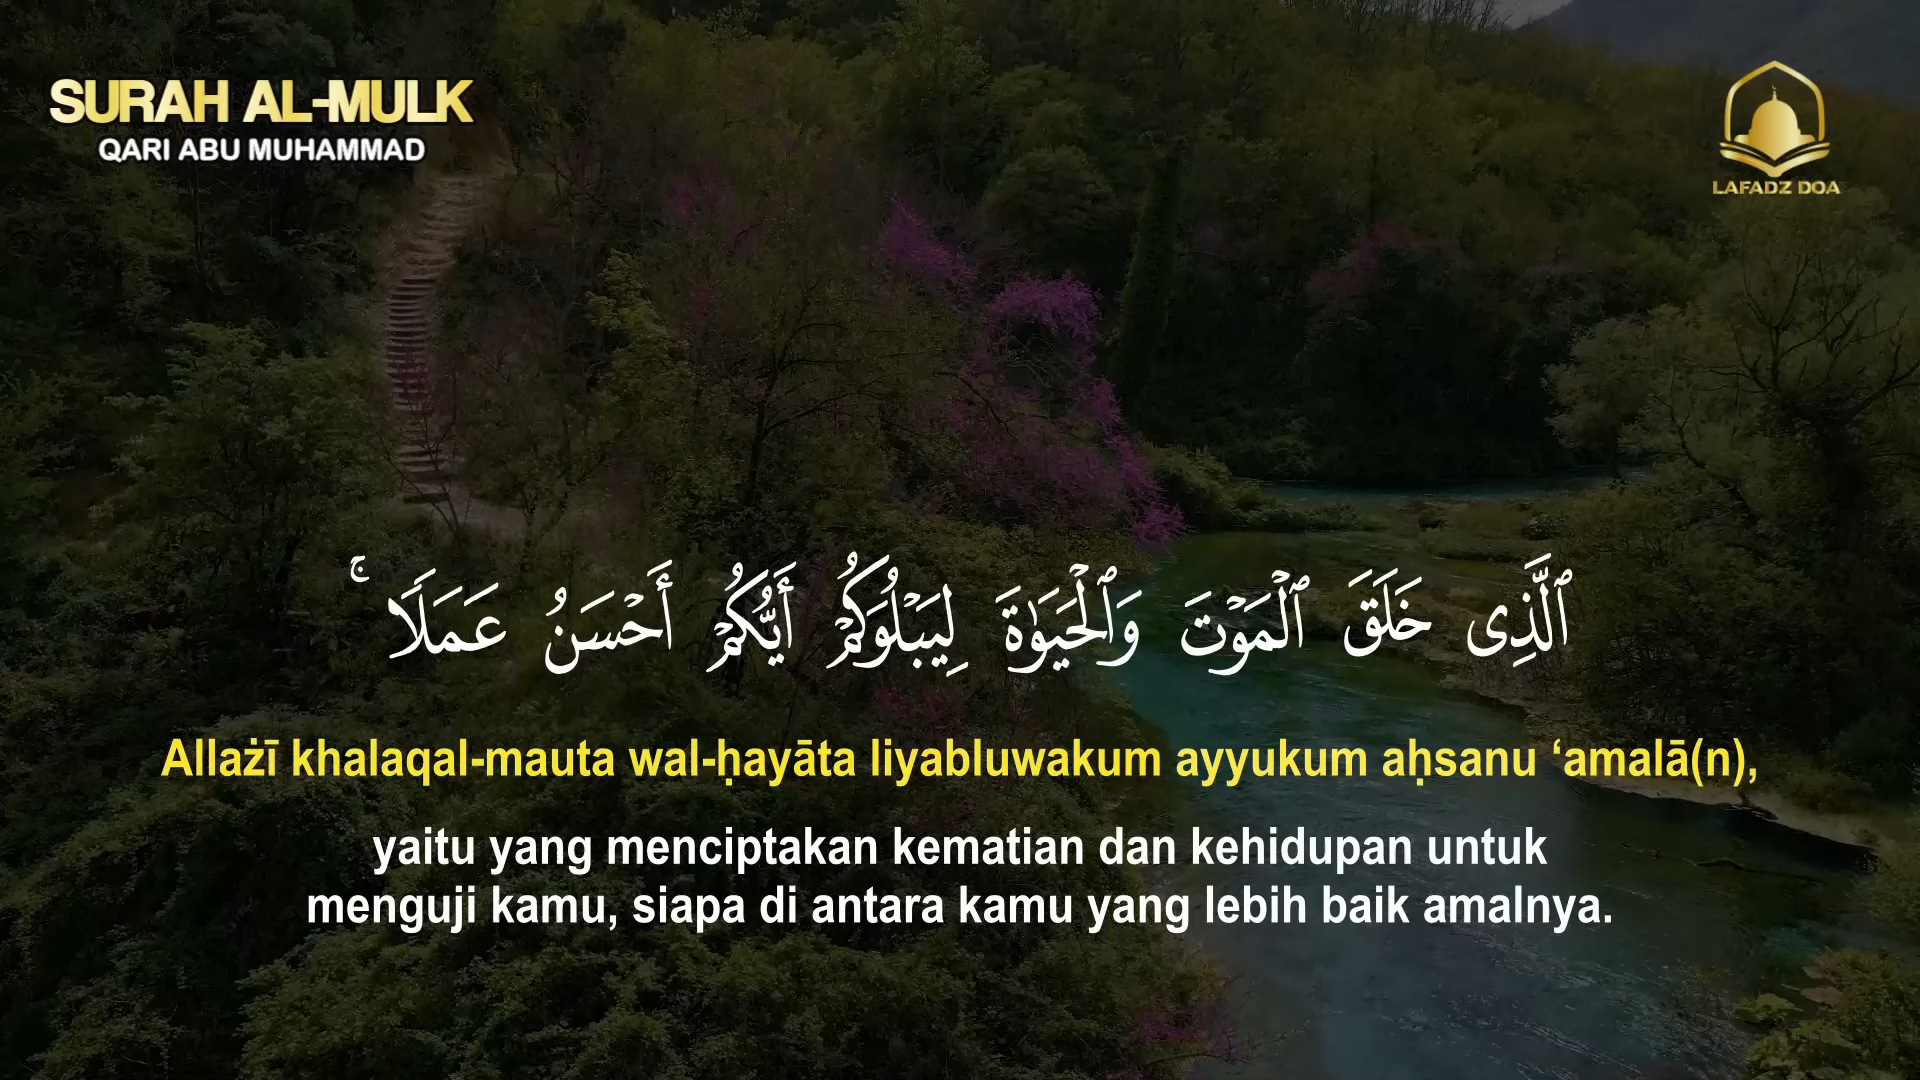 SURAH AL-MULK
QARI ABU MUHAMMAD
LAFADZ DOA
ٱلَّذِى خَلَقَ ٱلْمَوْتَ وَٱلْحَيَوٰةَ لِيَبْلُوَكُمْ أَيُّكُمْ أَحْسَنُ عَمَلًا ۚ
Allażī khalaqal-mauta wal-ḥayāta liyabluwakum ayyukum aḥsanu ‘amalā(n),
yaitu yang menciptakan kematian dan kehidupan untuk
menguji kamu, siapa di antara kamu yang lebih baik amalnya.